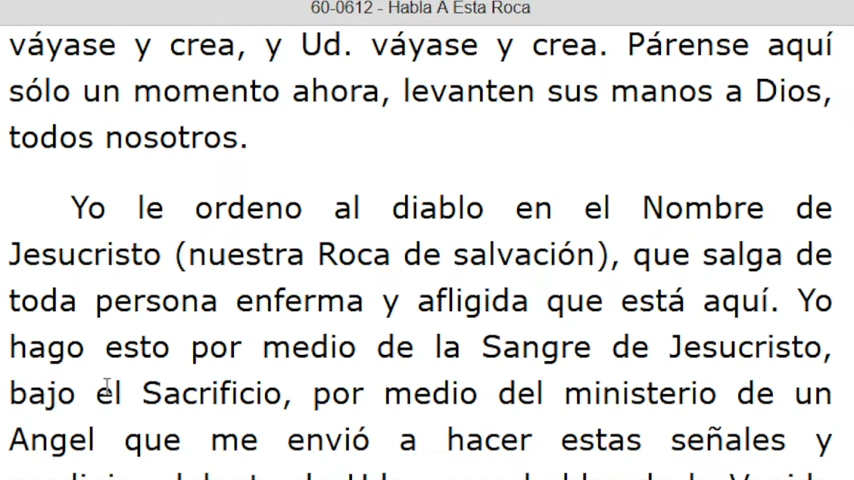 60-0612 - Habla A Esta Roca
váyase y crea, y Ud. váyase y crea. Párense aquí
sólo un momento ahora, levanten sus manos a Dios,
todos nosotros.
Yo le ordeno al diablo en el Nombre de
Jesucristo (nuestra Roca de salvación), que salga de
toda persona enferma y afligida que está aquí. Yo
hago esto por medio de la Sangre de Jesucristo,
bajo el Sacrificio, por medio del ministerio de un
Angel que me envió a hacer estas señales y